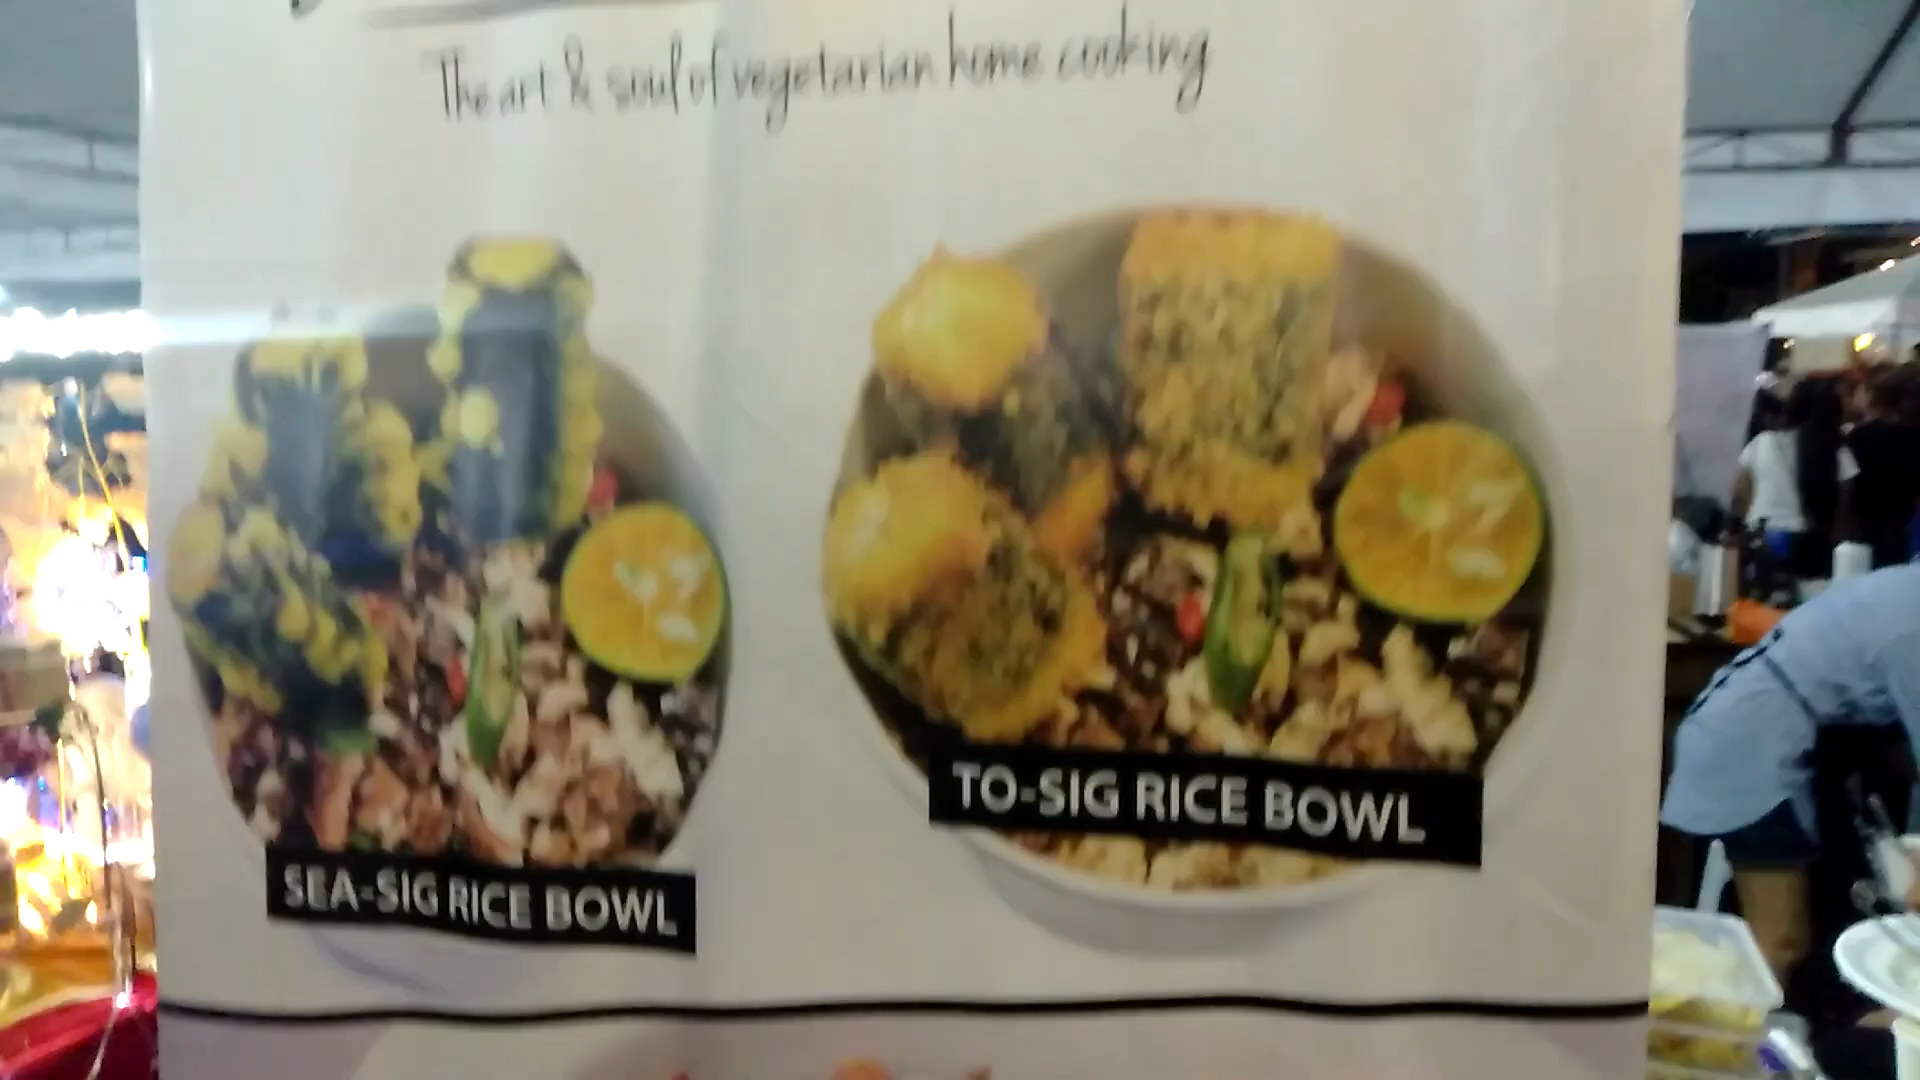 The art & soul of vegetarian home cooking
TO-SIG RICE BOWL
SEA-SIG RICE BOWL